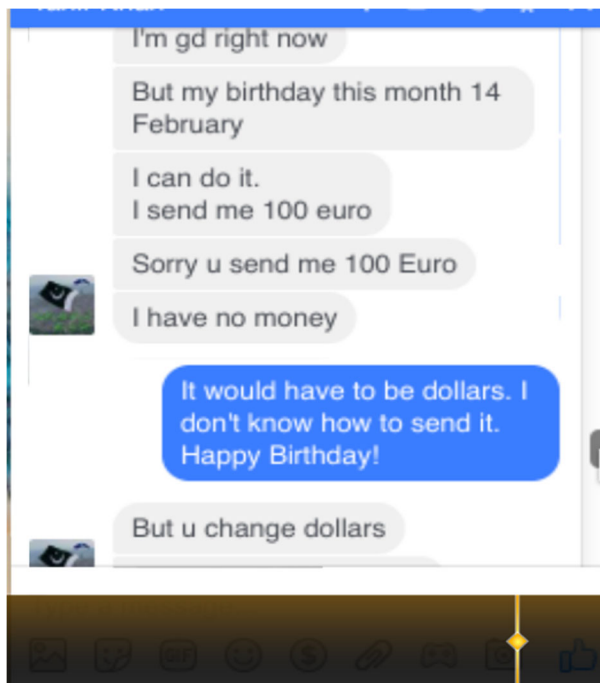 I'm gd right now
But my birthday this month 14
February
I can do it.
I send me 100 euro
Sorry u send me 100 Euro
I have no money
It would have to be dollars. I
don't know how to send it.
Happy Birthday!
But u change dollars
GIF